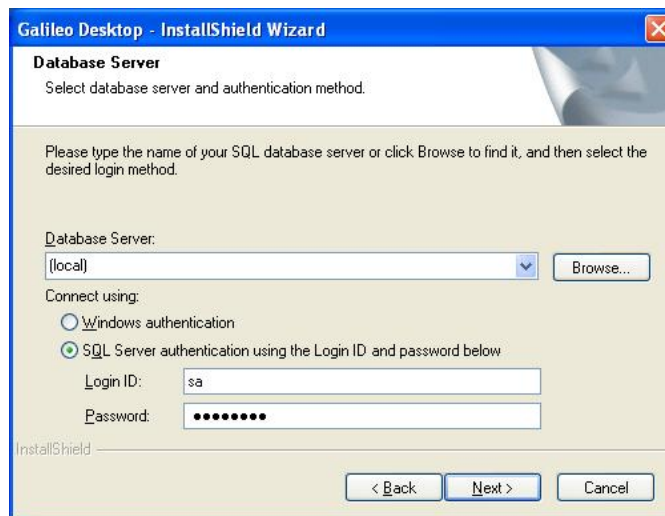 Galileo Desktop - InstallShield Wizard
Database Server
Select database server and authentication method.
Please type the name of your SQL database server or click Browse to find it, and then select the
desired login method.
Database Server:
(local)
Browse...
Connect using:
Windows authentication
SQL Server authentication using the Login ID and password below
Login ID:
sa
Password:
••••••••
InstallShield
< Back
Next >
Cancel